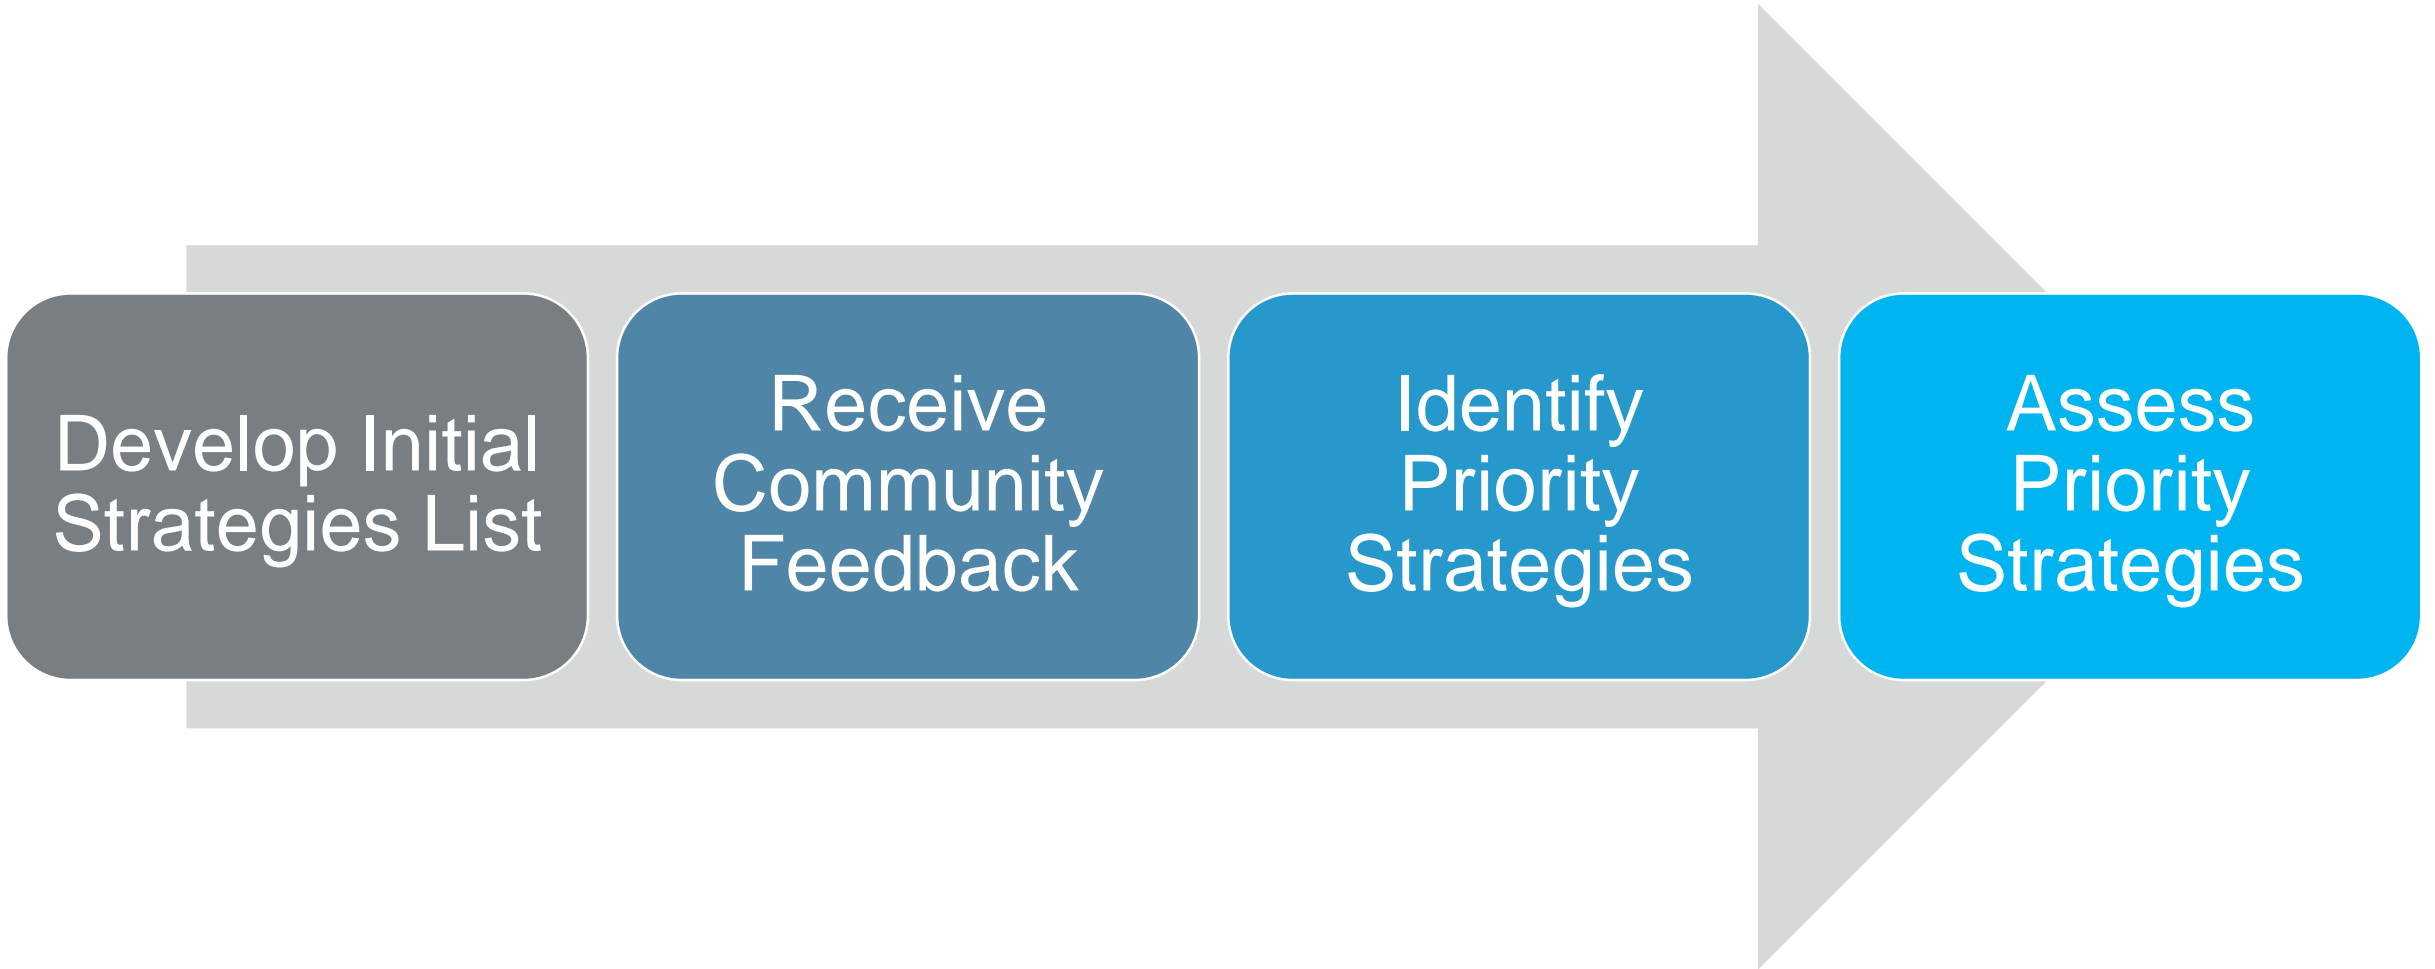 Develop Initial
Strategies List
Receive
Community
Feedback
Identify
Priority
Strategies
Assess
Priority
Strategies